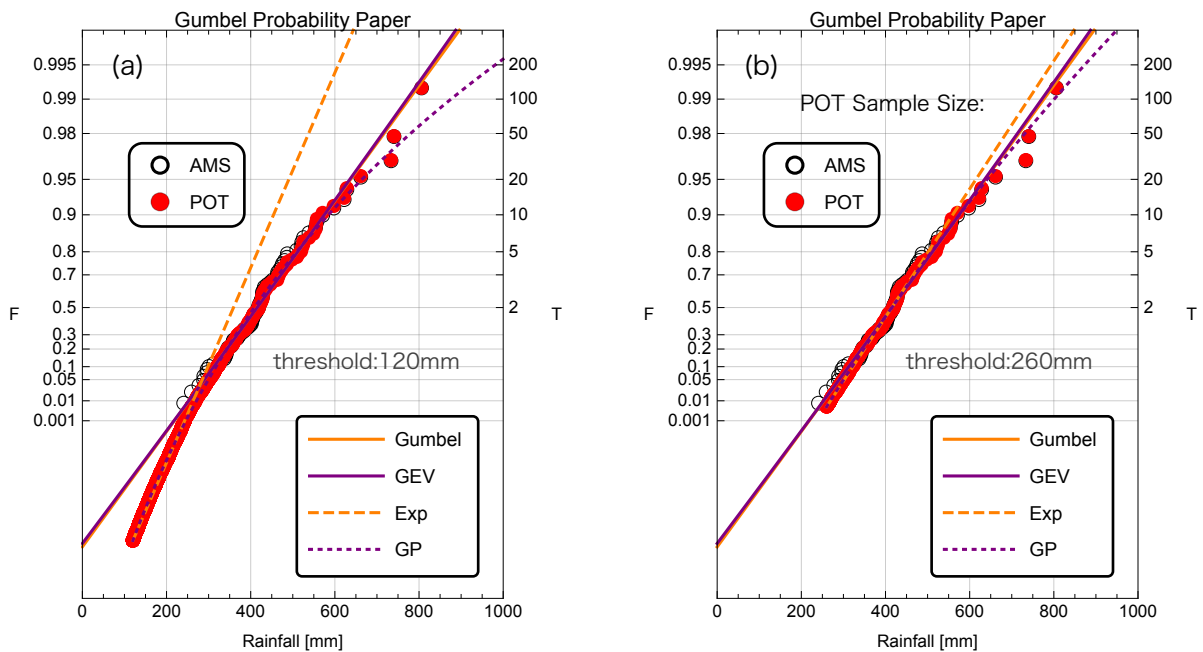 Gumbel Probability Paper
(a)
0.995
0.99
0.98
0.95
0.9
0.8
0.7
0.5
0.3
0.2
0.1
0.05
0.01
0.001
F
200
100
50
20
10
5
2
T
AMS
POT
threshold:120mm
Gumbel
GEV
Exp
GP
0 200 400 600 800 1000
Rainfall [mm]
Gumbel Probability Paper
(b)
0.995
0.99
0.98
0.95
0.9
0.8
0.7
0.5
0.3
0.2
0.1
0.05
0.01
0.001
F
200
100
50
20
10
5
2
T
POT Sample Size:
AMS
POT
threshold:260mm
Gumbel
GEV
Exp
GP
0 200 400 600 800 1000
Rainfall [mm]